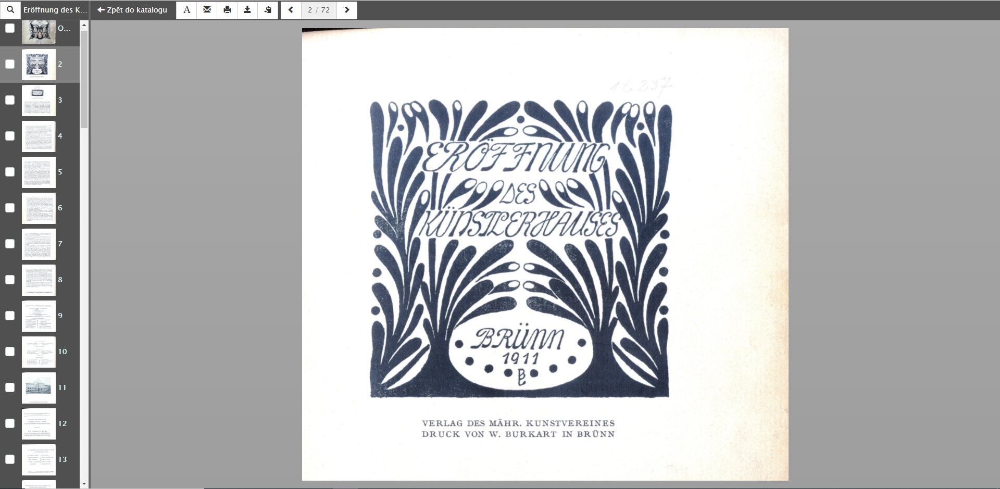 Eröffnung des K...
Zpět do katalogu
A
2 / 72
O...
2
3
4
5
6
7
8
9
10
11
12
13
16237
ERÖFFNUNG
DES
KÜNSTLERHAUSES
BRÜNN
1911
VERLAG DES MÄHR. KUNSTVEREINES
DRUCK VON W. BURKART IN BRÜNN